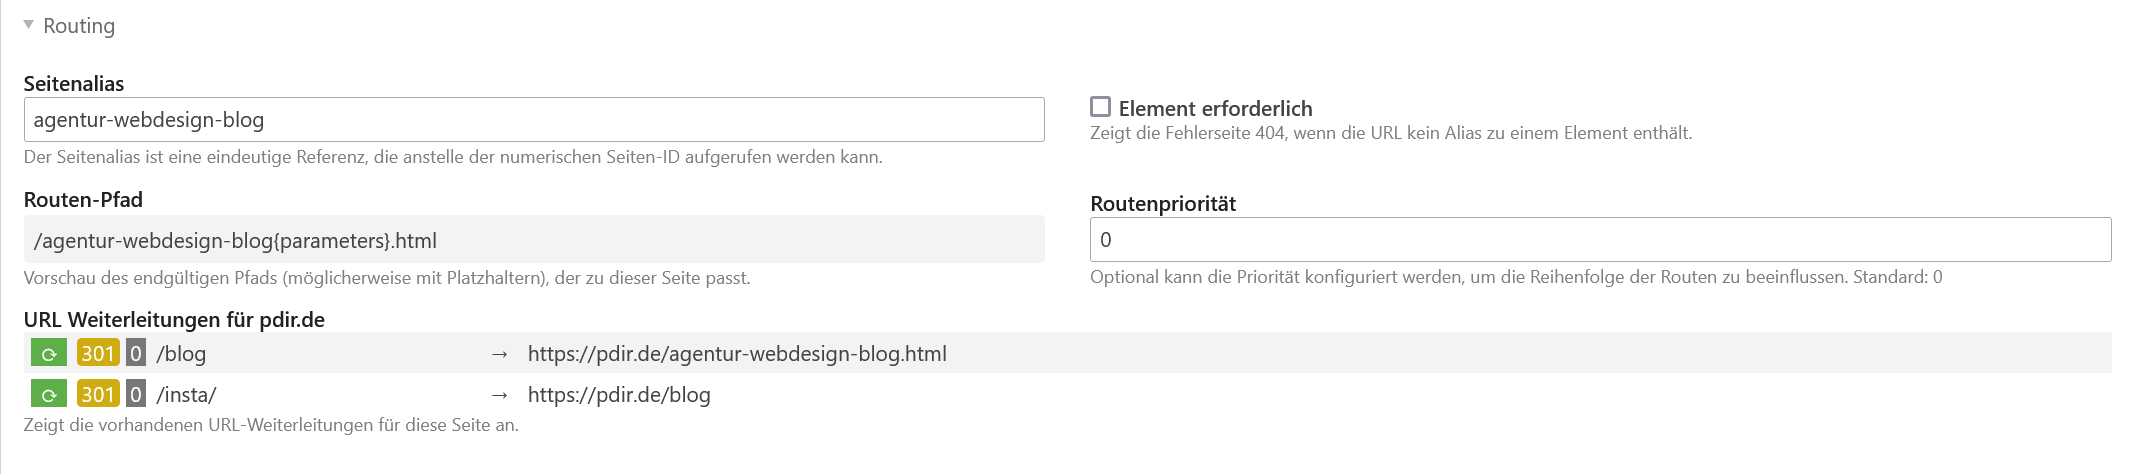 Routing
Seitenalias
agentur-webdesign-blog
Der Seitenalias ist eine eindeutige Referenz, die anstelle der numerischen Seiten-ID aufgerufen werden kann.
Element erforderlich
Zeigt die Fehlerseite 404, wenn die URL kein Alias zu einem Element enthält.
Routen-Pfad
/agentur-webdesign-blog{parameters}.html
Vorschau des endgültigen Pfads (möglicherweise mit Platzhaltern), der zu dieser Seite passt.
Routenpriorität
0
Optional kann die Priorität konfiguriert werden, um die Reihenfolge der Routen zu beeinflussen. Standard: 0
URL Weiterleitungen für pdir.de
301 0 /blog → https://pdir.de/agentur-webdesign-blog.html
301 0 /insta/ → https://pdir.de/blog
Zeigt die vorhandenen URL-Weiterleitungen für diese Seite an.